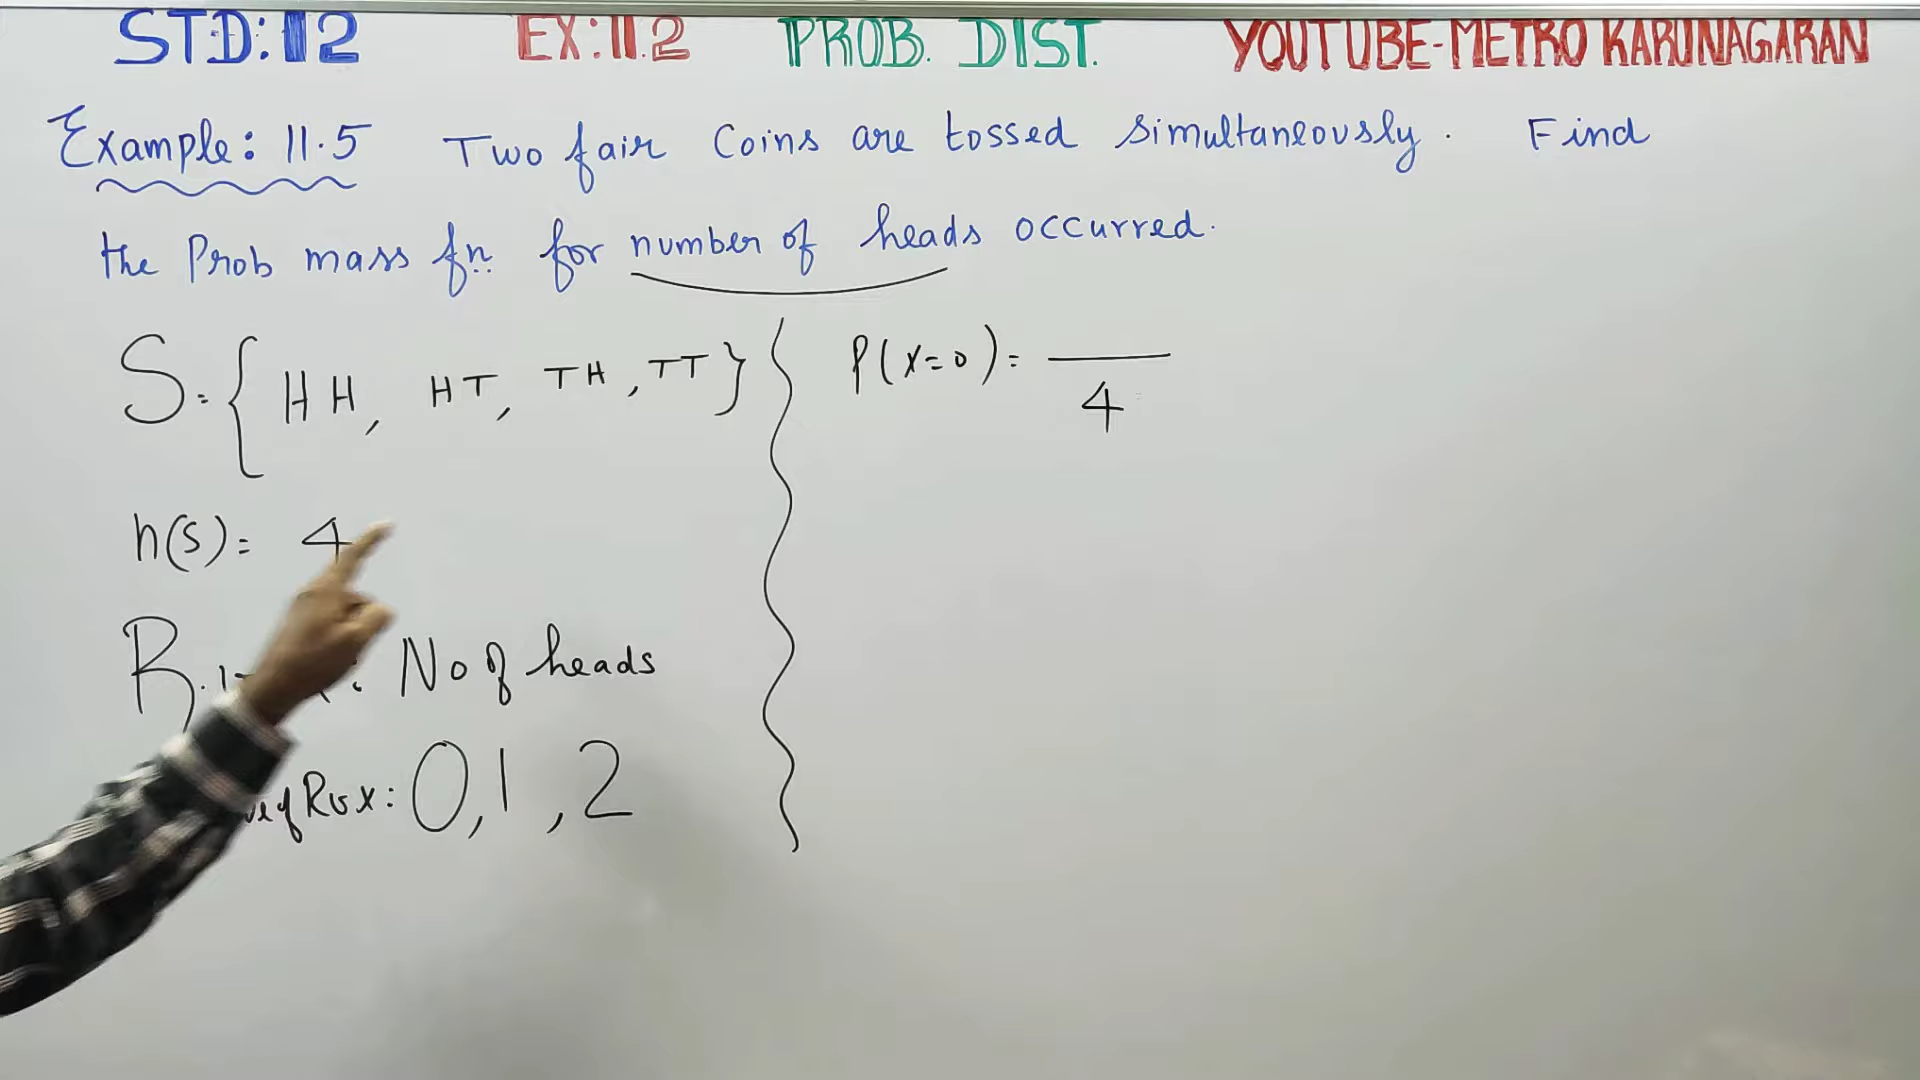 STD: 12 EX: 11.2 PROB. DIST. YOUTUBE-METRO KARUNAGARAN
Example: 11.5 Two fair Coins are tossed simultaneously. Find
the Prob mass fn for number of heads occurred.
S = { HH, HT, TH, TT }
n(S) = 4
No of heads
of RvX: 0, 1, 2
P(X=0) = ―
4